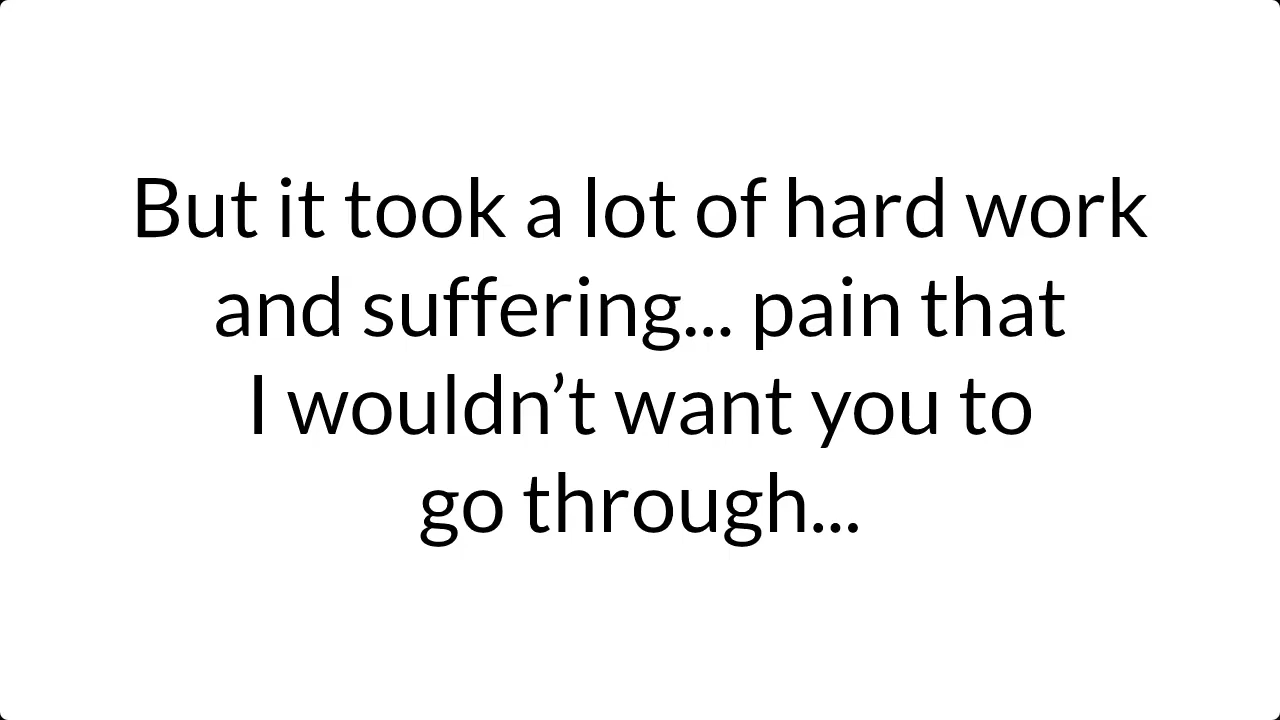 But it took a lot of hard work
and suffering... pain that
I wouldn’t want you to
go through...